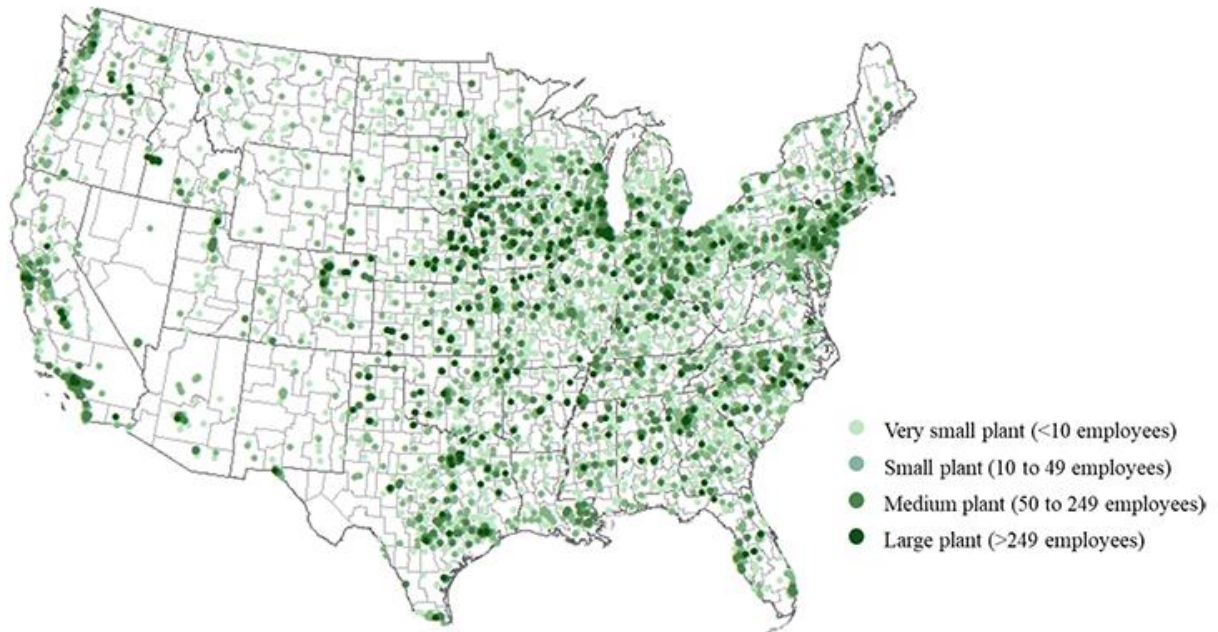 Very small plant (<10 employees)
Small plant (10 to 49 employees)
Medium plant (50 to 249 employees)
Large plant (>249 employees)